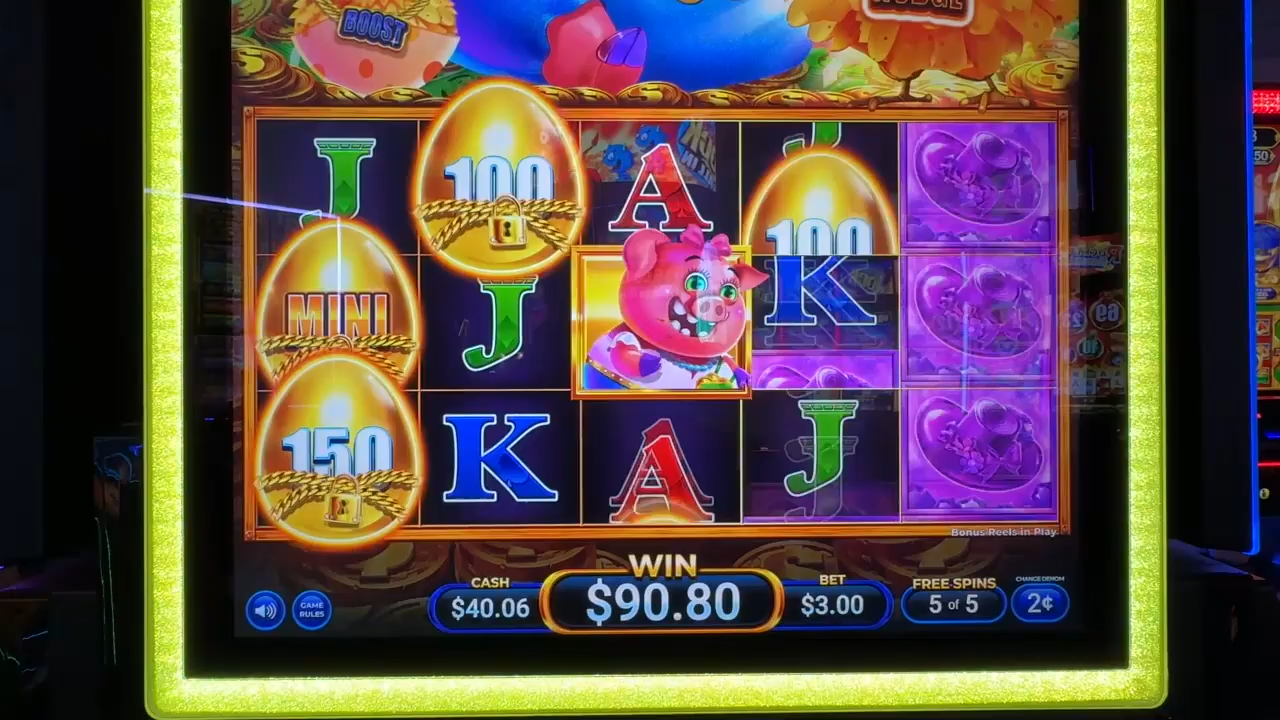 BOOST
J
100
A
J
100
MINI
J
K
150
K
A
J
Bonus Reels in Play
WIN
$90.80
CASH
$40.06
BET
$3.00
FREE SPINS
5 of 5
CHANGE DENOM
2¢
GAME
RULES